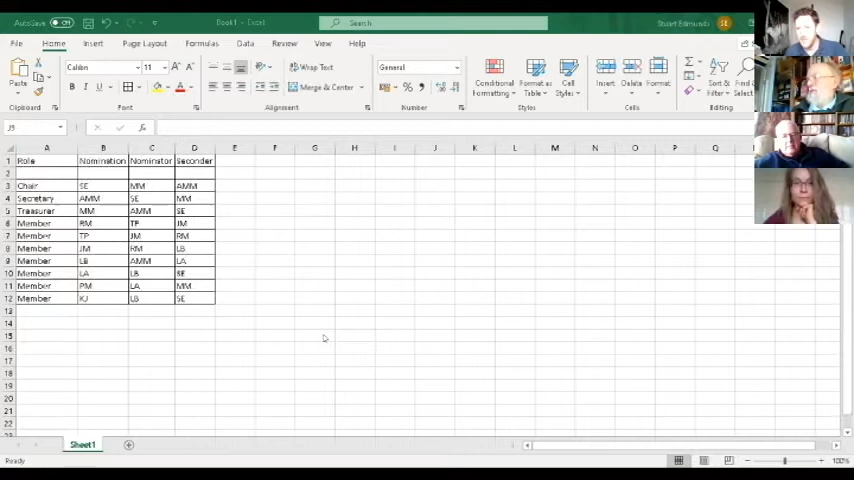 AutoSave Off Book1 - Excel Search Stuart Edmunds SE
File Home Insert Page Layout Formulas Data Review View Help
Calibri 11 General
Paste Wrap Text Merge & Center Conditional Formatting Format as Table Cell Styles Insert Delete Format Sort & Filter
Clipboard Font Alignment Number Styles Cells Editing
J9
A B C D E F G H I J K L M N O P Q
1 Role Nomination Nominator Seconder
2
3 Chair SE MM AMM
4 Secretary AMM SE MM
5 Treasurer MM AMM SE
6 Member RM TP JM
7 Member TP JM RM
8 Member JM RM LB
9 Member LB AMM LA
10 Member LA LB SE
11 Member PM LA MM
12 Member KJ LB SE
13
14
15
16
17
18
19
20
21
22
Sheet1
Ready 100%